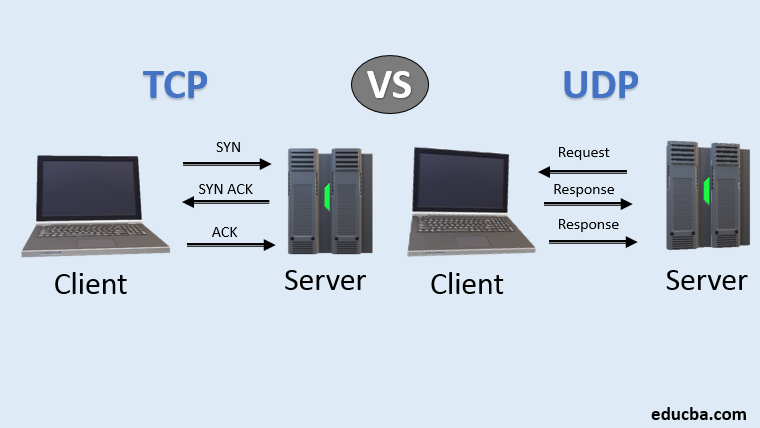 TCP
VS
UDP
SYN
SYN ACK
ACK
Client
Server
Request
Response
Response
Client
Server
educba.com